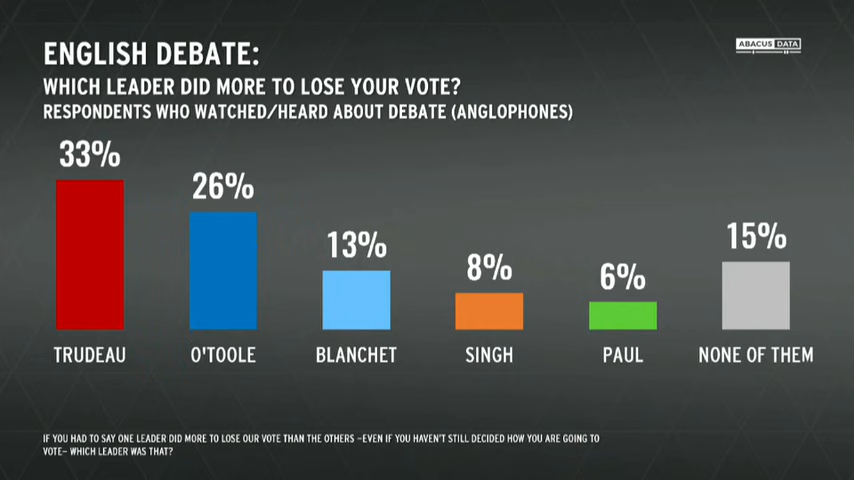 ENGLISH DEBATE:
ABACUS DATA
WHICH LEADER DID MORE TO LOSE YOUR VOTE?
RESPONDENTS WHO WATCHED/HEARD ABOUT DEBATE (ANGLOPHONES)
33%
26%
13%
8%
6%
15%
TRUDEAU
O'TOOLE
BLANCHET
SINGH
PAUL
NONE OF THEM
IF YOU HAD TO SAY ONE LEADER DID MORE TO LOSE OUR VOTE THAN THE OTHERS –EVEN IF YOU HAVEN'T STILL DECIDED HOW YOU ARE GOING TO
VOTE– WHICH LEADER WAS THAT?